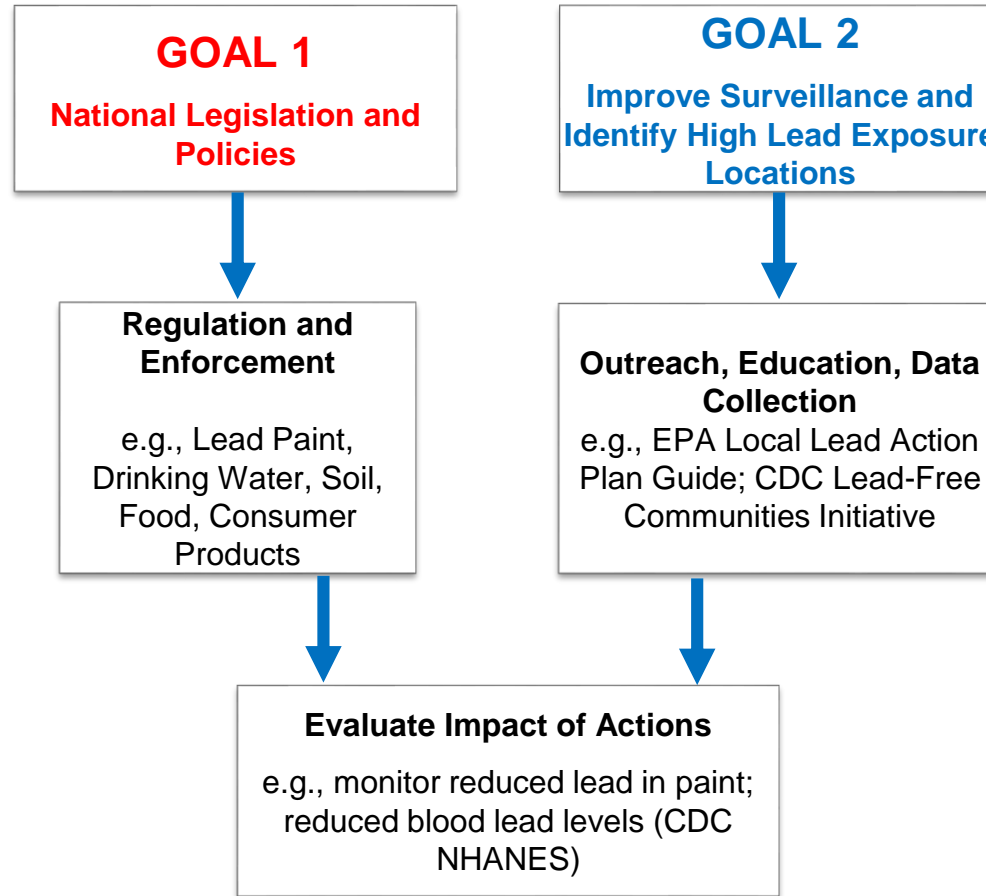 GOAL 1
National Legislation and
Policies
GOAL 2
Improve Surveillance and
Identify High Lead Exposure
Locations
Regulation and
Enforcement
e.g., Lead Paint,
Drinking Water, Soil,
Food, Consumer
Products
Outreach, Education, Data
Collection
e.g., EPA Local Lead Action
Plan Guide; CDC Lead-Free
Communities Initiative
Evaluate Impact of Actions
e.g., monitor reduced lead in paint;
reduced blood lead levels (CDC
NHANES)